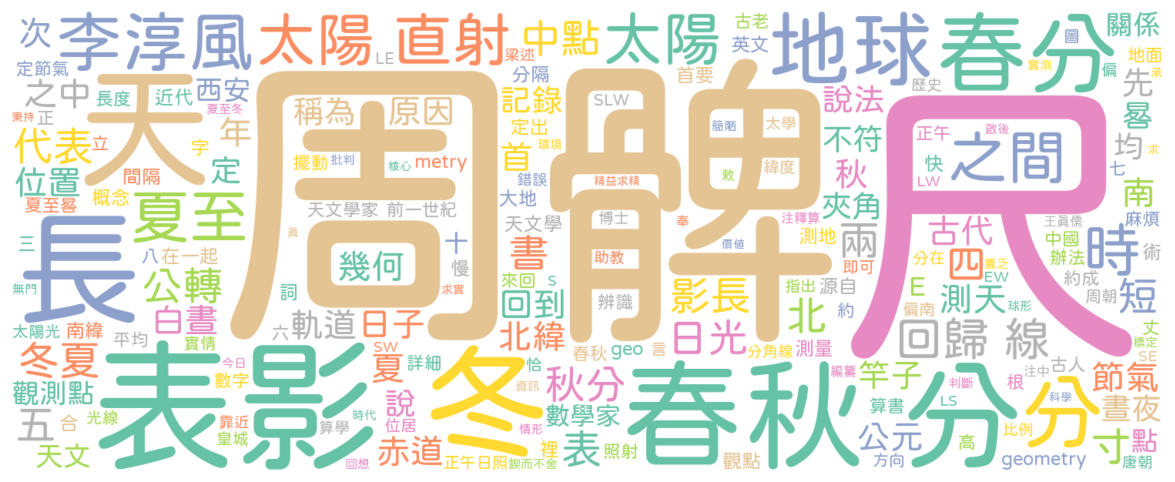 次
李淳風
太陽
直射
中點
太陽
地球
春分
關係
定節氣
LE
梁述
古老
英文
圖
地面
實測
偏
承
之中
長度
近代
西安
分隔
首要
歷史
先
天
周
髀
尺
稱為
原因
記錄
SLW
簡陋
太學
說法
之間
晷
秉持
正
夏至冬
年
定出
環境
不符
正午
啟後
均
求
代表
立
字
擺動
批判
核心
metry
首
錯誤
精益求精
敕
緯度
秋
快
LW
七
位置
間隔
定
夏至晷
概念
夏至
天文學家
前一世紀
大地
博士
奉
注釋算
夾角
南
麻煩
長
三
八
在一起
真
幾何
十
天文學
書
助教
價值
測地
兩
古代
王真儒
中國
辦法
時
術
無門
公轉
詞
慢
求實
來回
S
辨識
指出
源自
即可
分在
四
廣乏
EW
約成
周朝
短
太陽光
南緯
白晝
六
軌道
日子
回到
影長
北
約
E
偏南
測天
球形
丈
標定
平均
實情
SW
北緯
春秋
geo
言
日光
分角線
測量
回歸
線
SE
冬夏
今日
表影
夏
詳細
冬
恰
資訊
秋分
春秋
編纂
竿子
分
判斷
根
注中
古人
節氣
觀測點
數字
靠近
時代
說
位居
數學家
算書
LS
科學
分
晝夜
五
合
光線
皇城
算學
赤道
情形
裡
表
照射
觀點
公元
高
比例
寸
點
天文
回想
正午日照
鍥而不舍
方向
geometry
唐朝